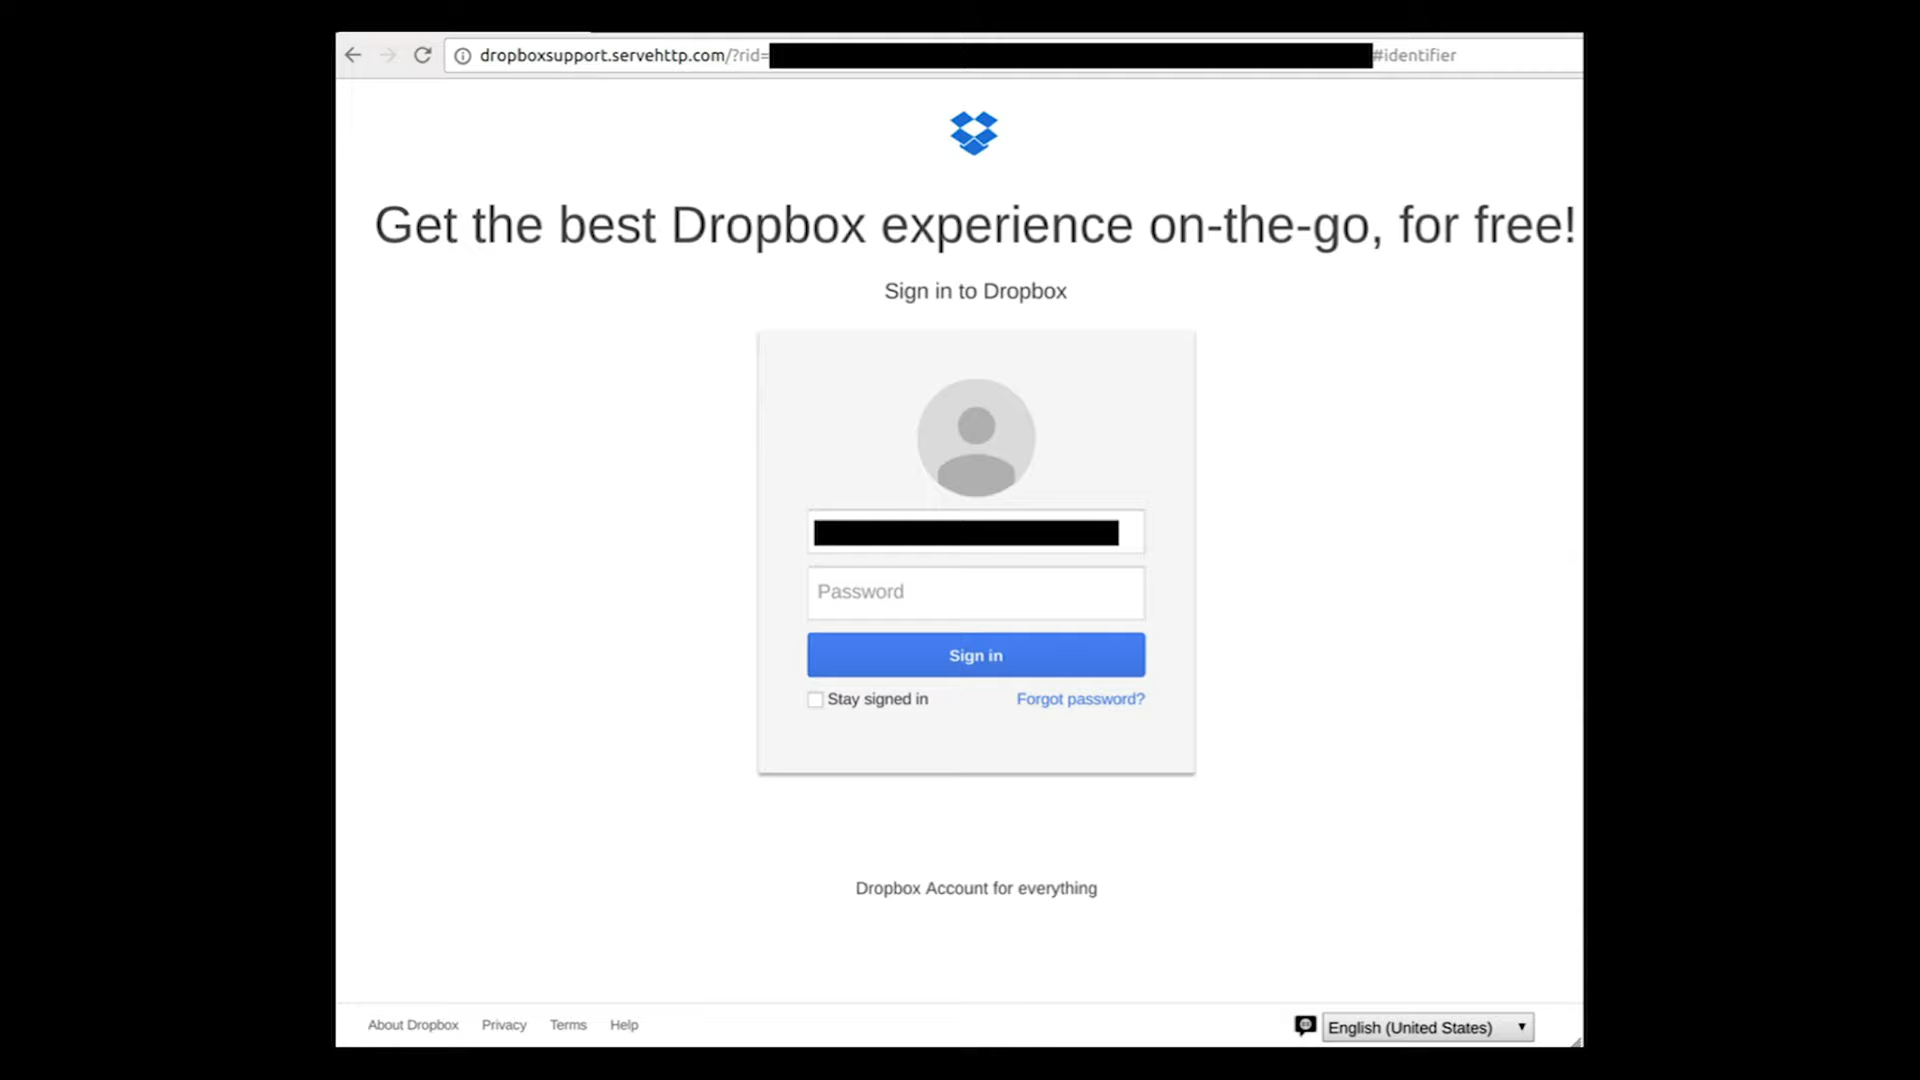 dropboxsupport.servehttp.com/?rid= #identifier
Get the best Dropbox experience on-the-go, for free!
Sign in to Dropbox
Password
Sign in
Stay signed in Forgot password?
Dropbox Account for everything
About Dropbox Privacy Terms Help English (United States)